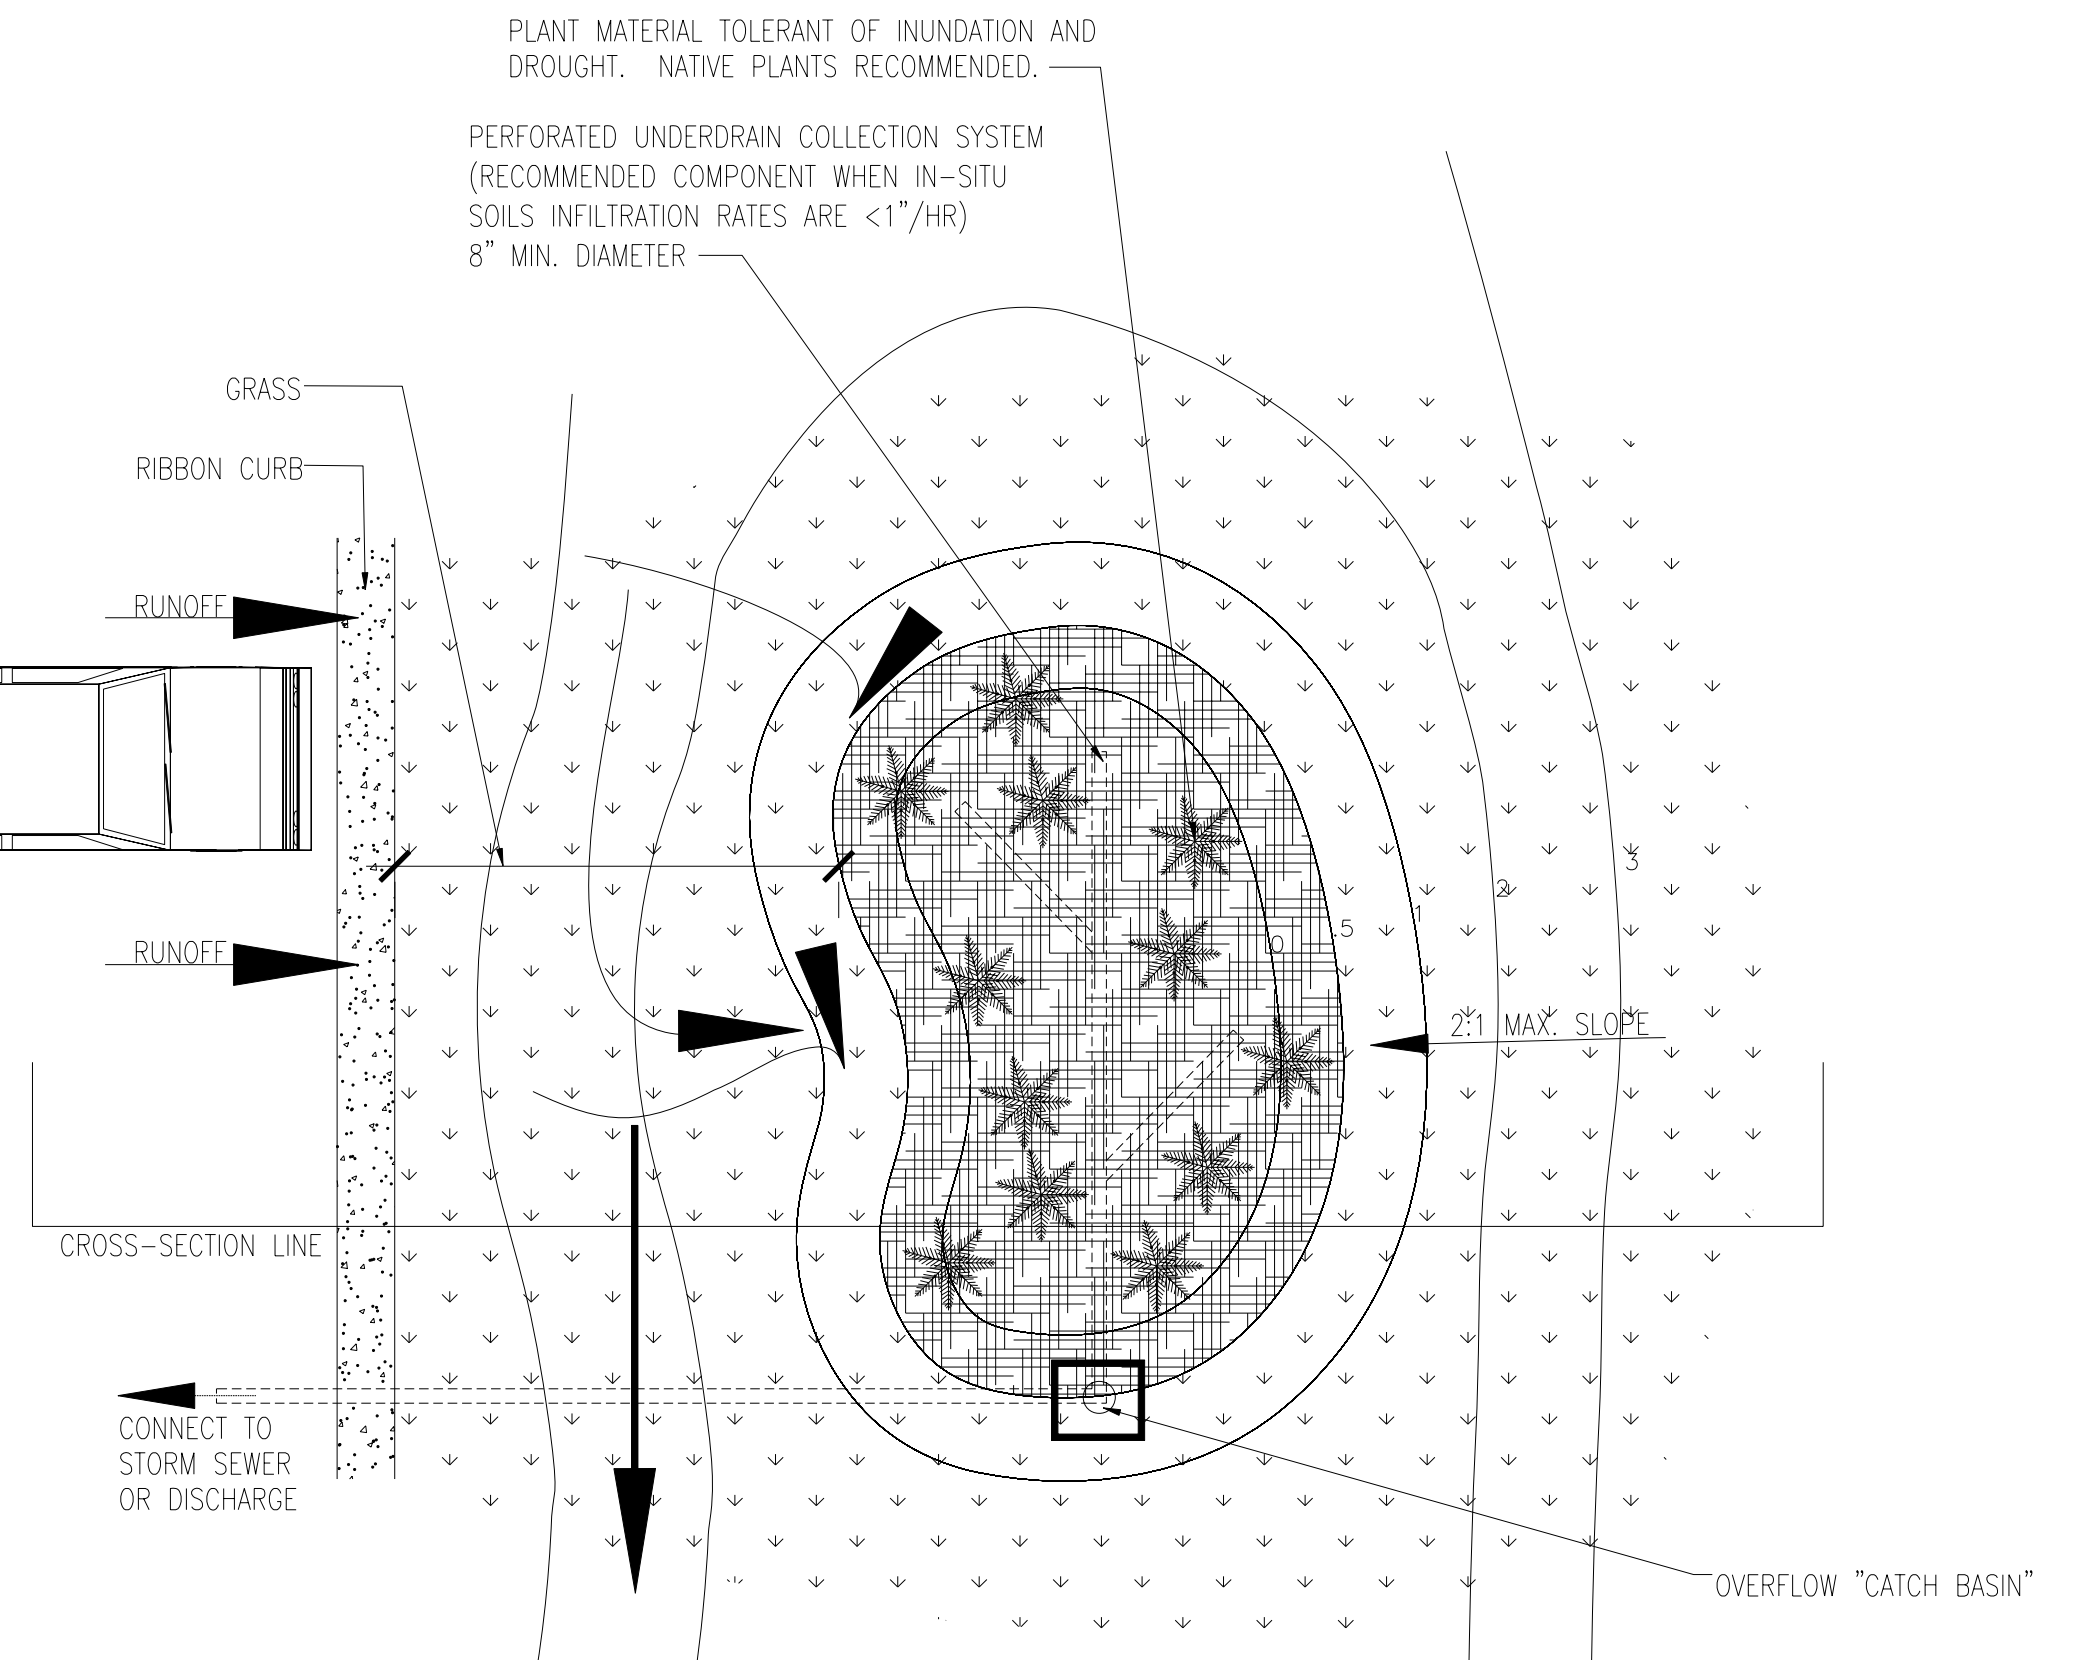 PLANT MATERIAL TOLERANT OF INUNDATION AND
DROUGHT. NATIVE PLANTS RECOMMENDED.
PERFORATED UNDERDRAIN COLLECTION SYSTEM
(RECOMMENDED COMPONENT WHEN IN-SITU
SOILS INFILTRATION RATES ARE <1"/HR)
8" MIN. DIAMETER
GRASS
RIBBON CURB
RUNOFF
3
2
1
.5
0
RUNOFF
2:1 MAX. SLOPE
CROSS-SECTION LINE
CONNECT TO
STORM SEWER
OR DISCHARGE
OVERFLOW "CATCH BASIN"